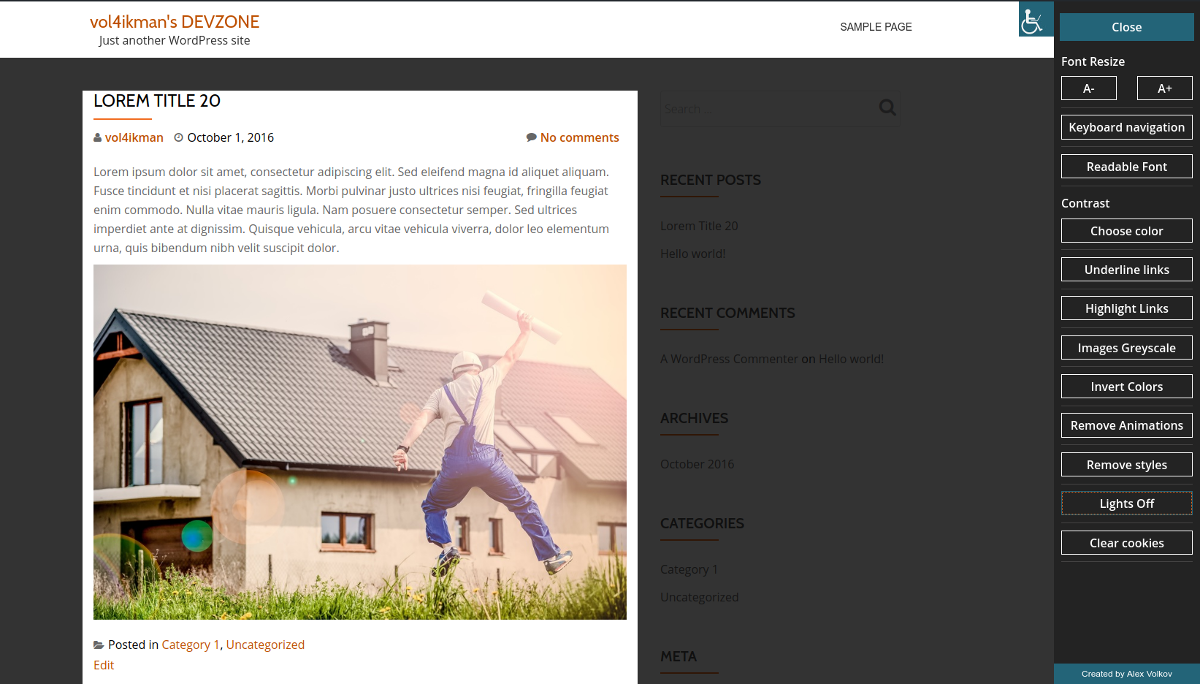 vol4ikman's DEVZONE
Just another WordPress site
SAMPLE PAGE
LOREM TITLE 20
vol4ikman October 1, 2016 No comments
Lorem ipsum dolor sit amet, consectetur adipiscing elit. Sed eleifend magna id aliquet aliquam.
Fusce tincidunt et nisi placerat sagittis. Morbi pulvinar justo ultrices nisi feugiat, fringilla feugiat
enim commodo. Nulla vitae mauris ligula. Nam posuere consectetur semper. Sed ultrices
imperdiet ante at dignissim. Quisque vehicula, arcu vitae vehicula viverra, dolor leo elementum
urna, quis bibendum nibh velit suscipit dolor.
Posted in Category 1, Uncategorized
Edit
Search …
RECENT POSTS
Lorem Title 20
Hello world!
RECENT COMMENTS
A WordPress Commenter on Hello world!
ARCHIVES
October 2016
CATEGORIES
Category 1
Uncategorized
META
Close
Font Resize
A- A+
Keyboard navigation
Readable Font
Contrast
Choose color
Underline links
Highlight Links
Images Greyscale
Invert Colors
Remove Animations
Remove styles
Lights Off
Clear cookies
Created by Alex Volkov